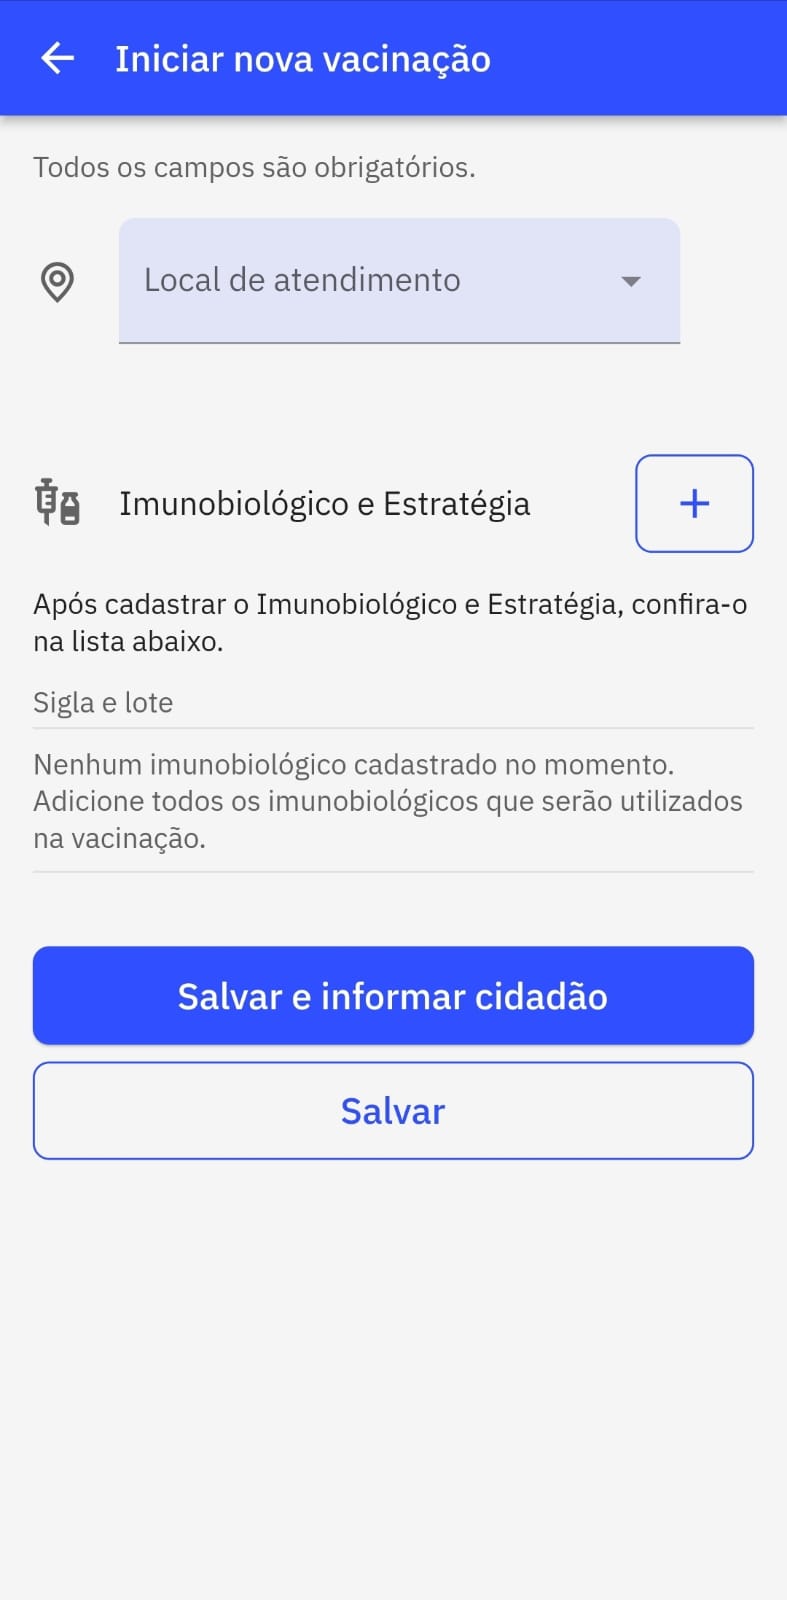 Iniciar nova vacinação
Todos os campos são obrigatórios.
Local de atendimento
Imunobiológico e Estratégia
Após cadastrar o Imunobiológico e Estratégia, confira-o
na lista abaixo.
Sigla e lote
Nenhum imunobiológico cadastrado no momento.
Adicione todos os imunobiológicos que serão utilizados
na vacinação.
Salvar e informar cidadão
Salvar